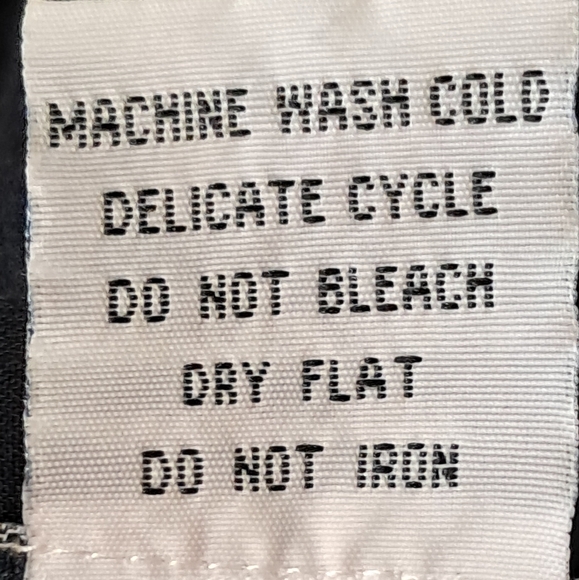 MACHINE WASH COLD
DELICATE CYCLE
DO NOT BLEACH
DRY FLAT
DO NOT IRON